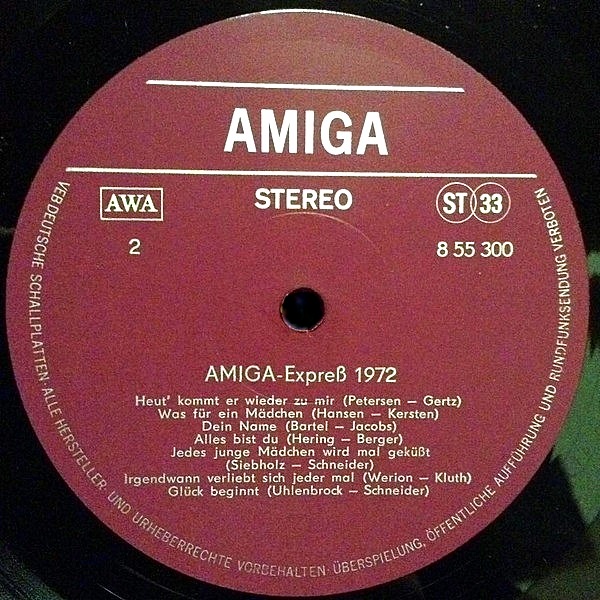 AMIGA
AWA
STEREO
ST 33
2
8 55 300
AMIGA-Expreß 1972
Heut' kommt er wieder zu mir (Petersen – Gertz)
Was für ein Mädchen (Hansen – Kersten)
Dein Name (Bartel – Jacobs)
Alles bist du (Hering – Berger)
Jedes junge Mädchen wird mal geküßt
(Siebholz – Schneider)
Irgendwann verliebt sich jeder mal (Werion – Kluth)
Glück beginnt (Uhlenbrock – Schneider)
VEB DEUTSCHE SCHALLPLATTEN · ALLE HERSTELLER- UND URHEBERRECHTE VORBEHALTEN · ÜBERSPIELUNG, ÖFFENTLICHE AUFFÜHRUNG UND RUNDFUNKSENDUNG VERBOTEN